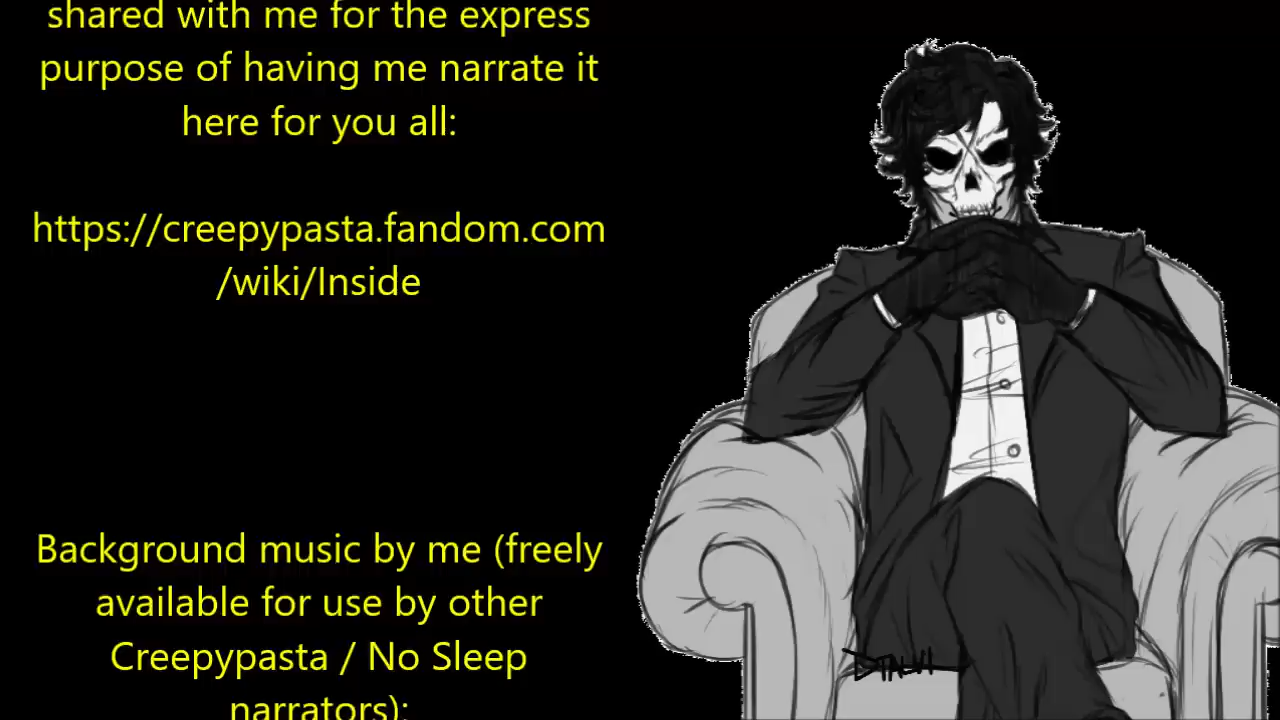 shared with me for the express
purpose of having me narrate it
here for you all:
https://creepypasta.fandom.com
/wiki/Inside
Background music by me (freely
available for use by other
Creepypasta / No Sleep
narrators):